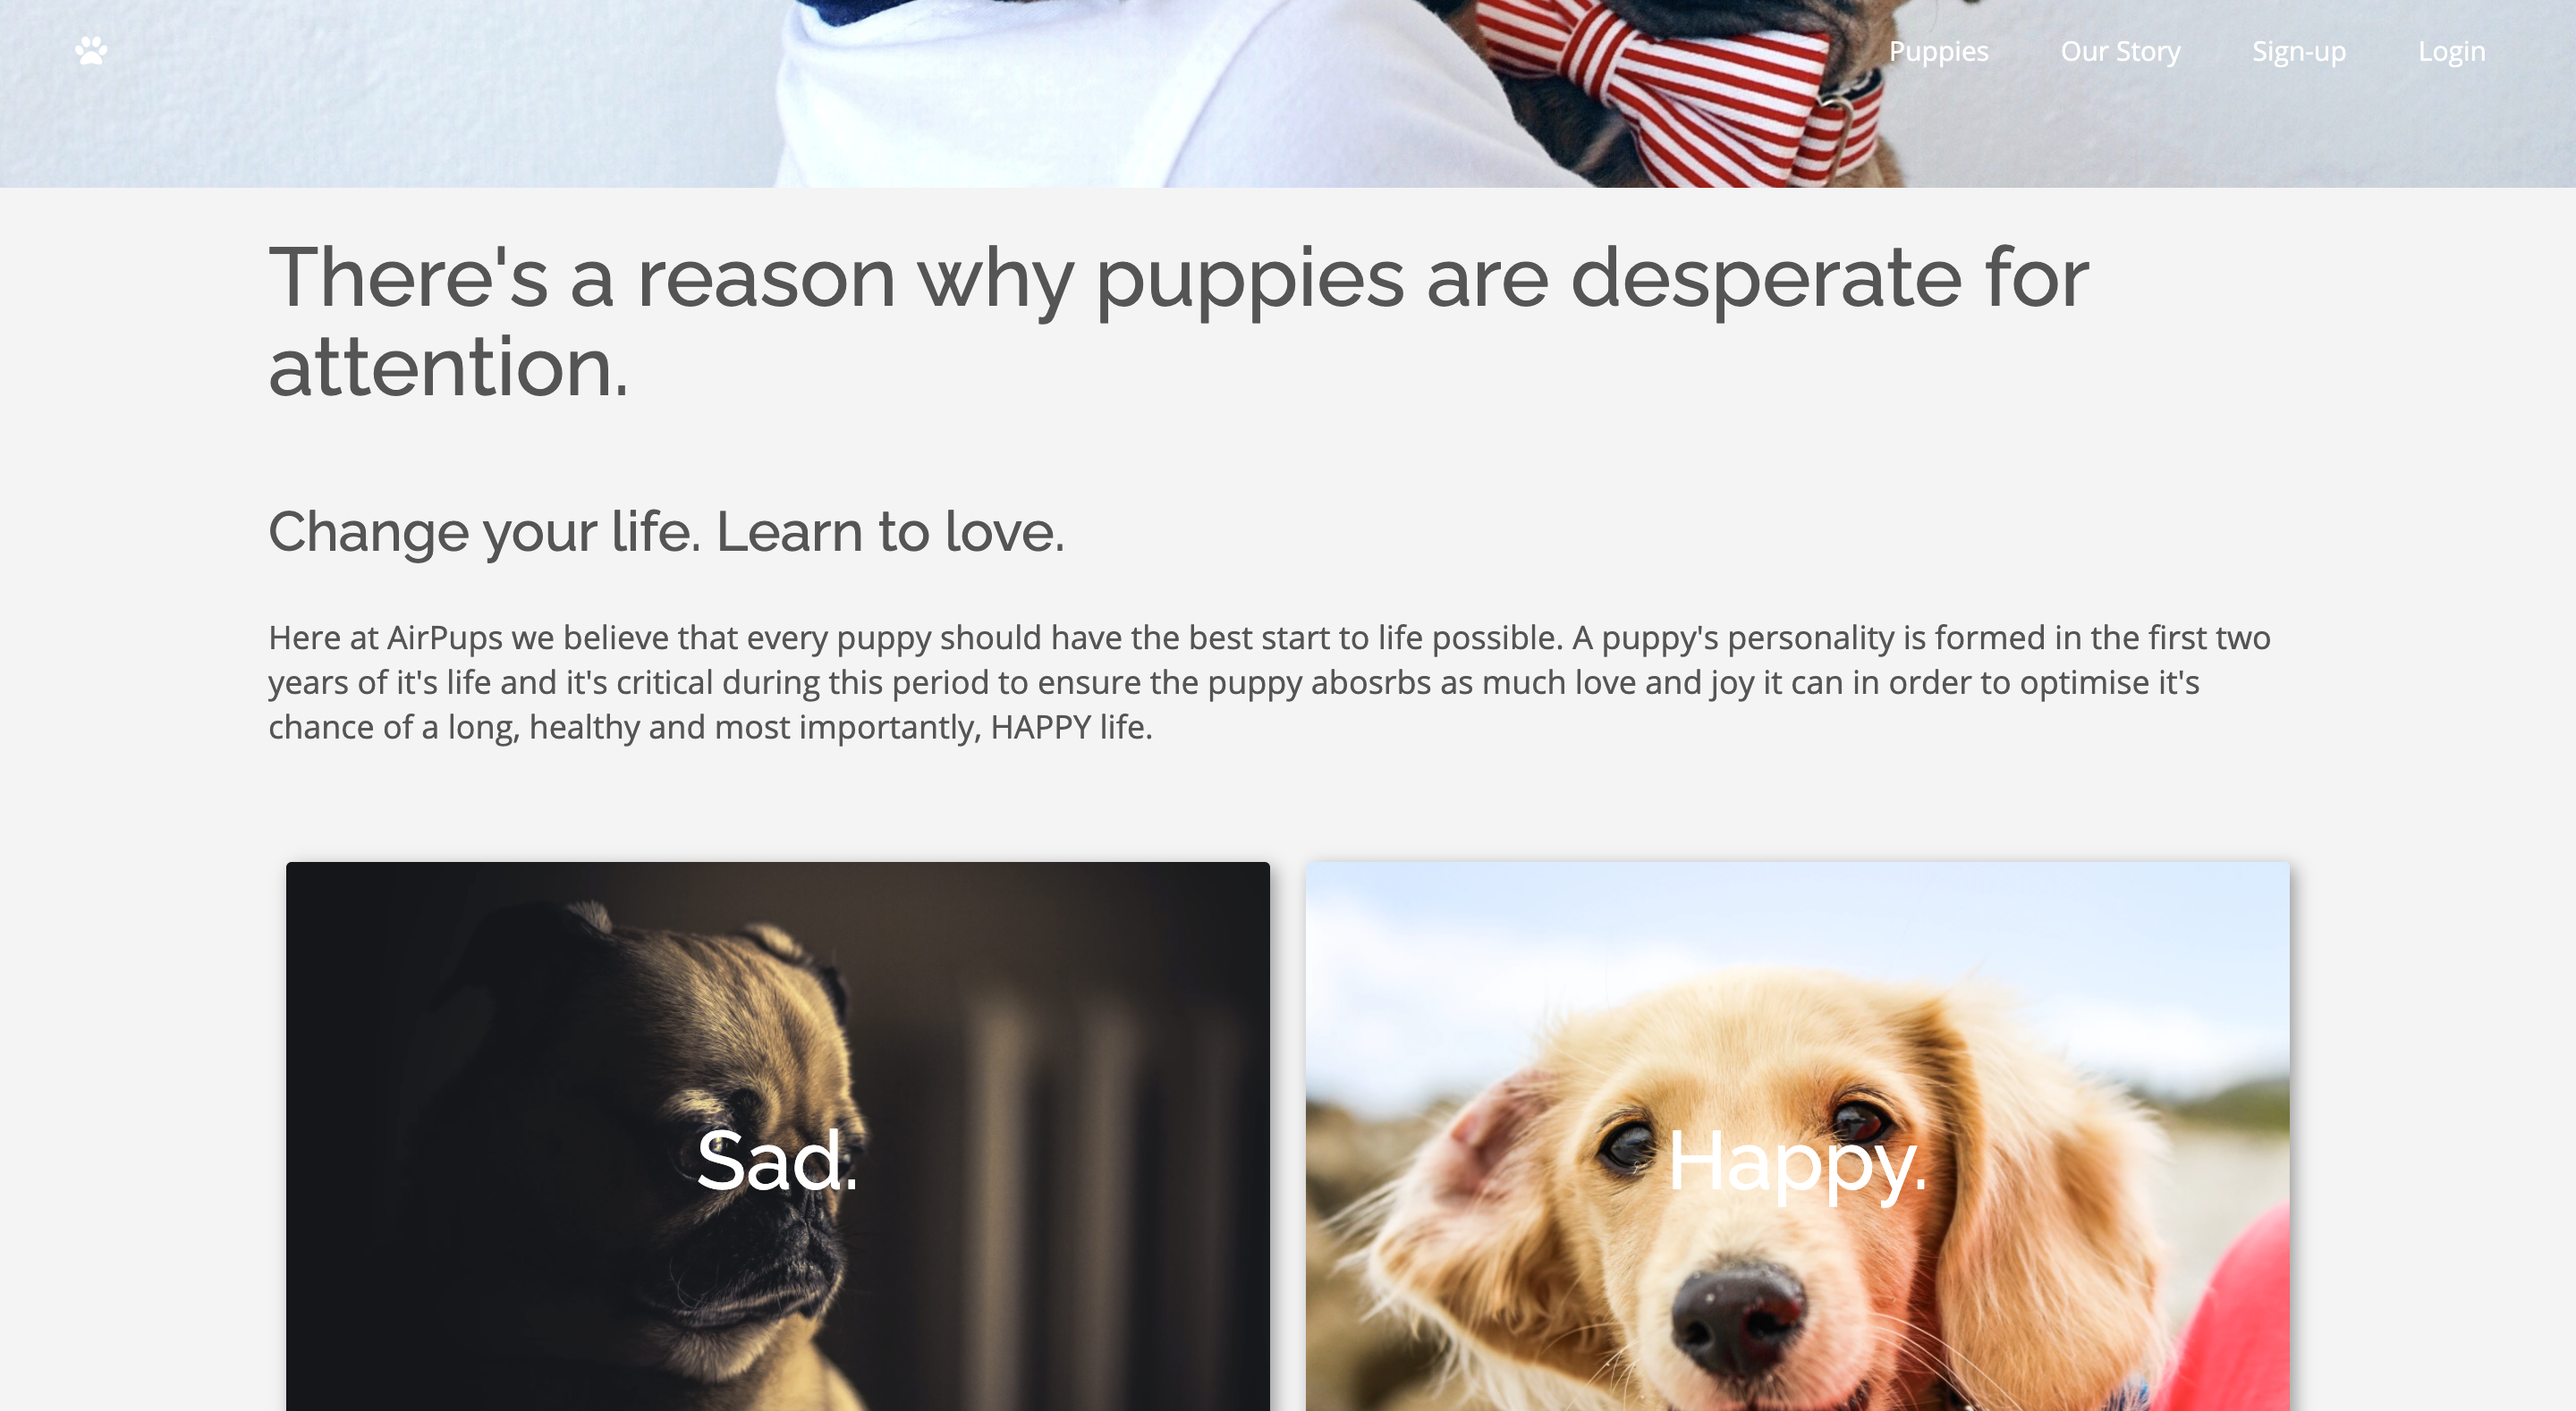 Puppies Our Story Sign-up Login
There's a reason why puppies are desperate for
attention.
Change your life. Learn to love.
Here at AirPups we believe that every puppy should have the best start to life possible. A puppy's personality is formed in the first two
years of it's life and it's critical during this period to ensure the puppy abosrbs as much love and joy it can in order to optimise it's
chance of a long, healthy and most importantly, HAPPY life.
Sad.
Happy.